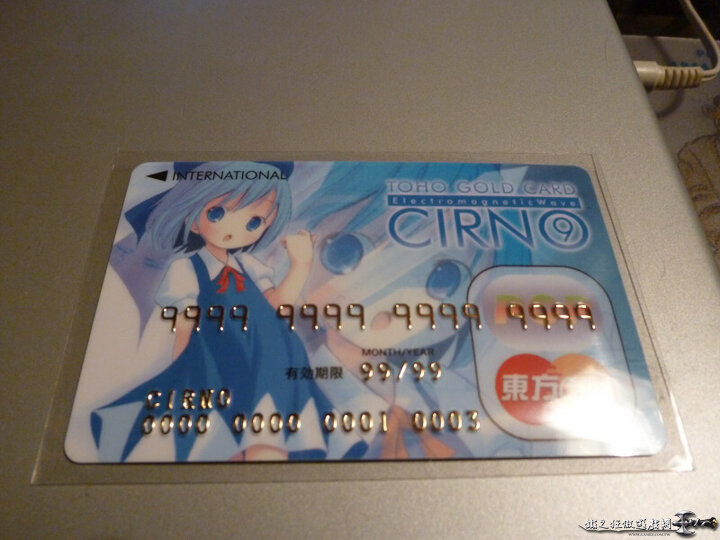 INTERNATIONAL
TOHO GOLD CARD
ElectromagneticWave
CIRNO⑨
9999 9999 9999 9999
MONTH/YEAR
有効期限 99/99
CIRNO
0000 0000 0001 0003
東方